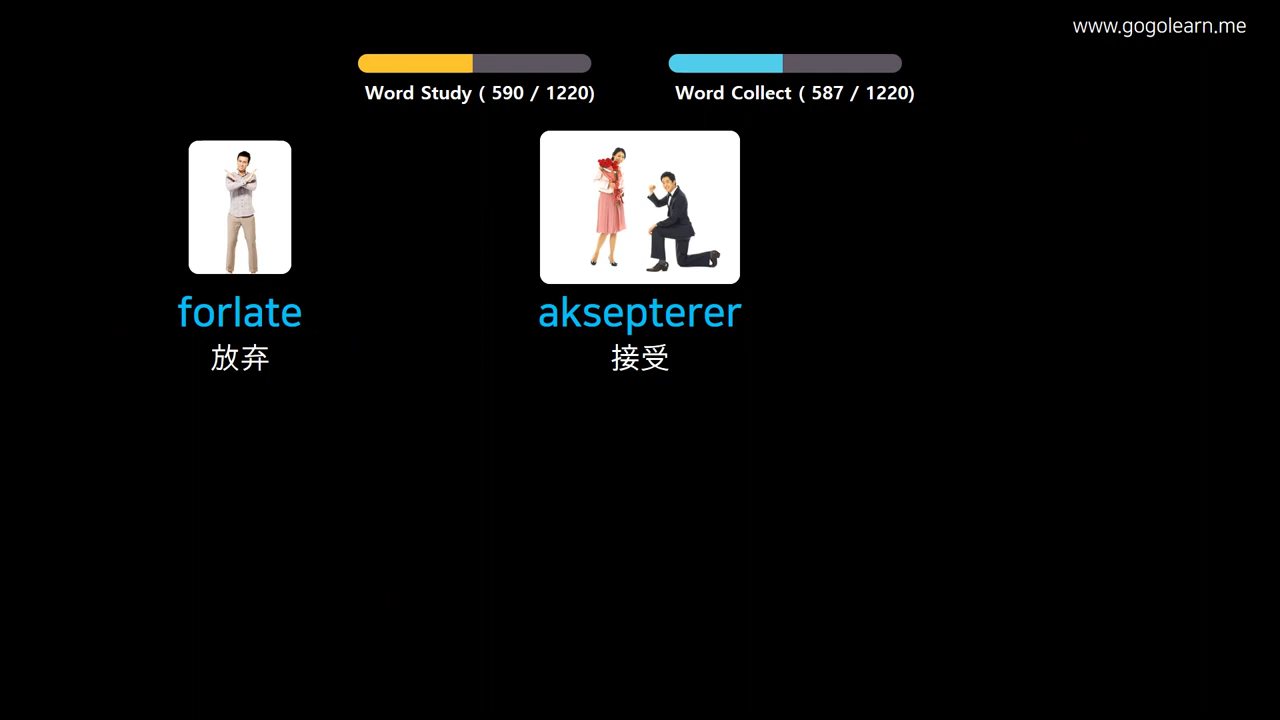 www.gogolearn.me
Word Study ( 590 / 1220)
Word Collect ( 587 / 1220)
forlate
放弃
aksepterer
接受